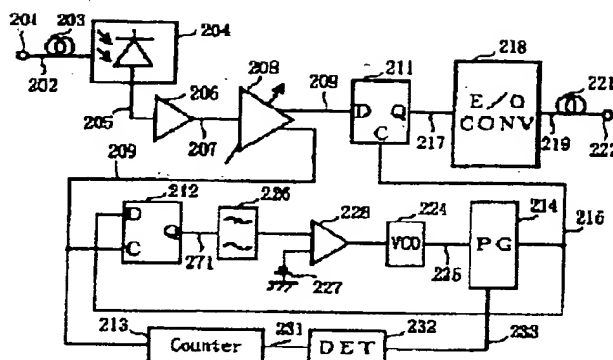 201
203
204
202
205
206
207
208
209
211
D
Q
C
217
218
E/O
CONV
219
221
222
209
212
D
C
Q
271
226
228
227
224
VCO
225
214
PG
216
213
Counter
231
DET
232
233